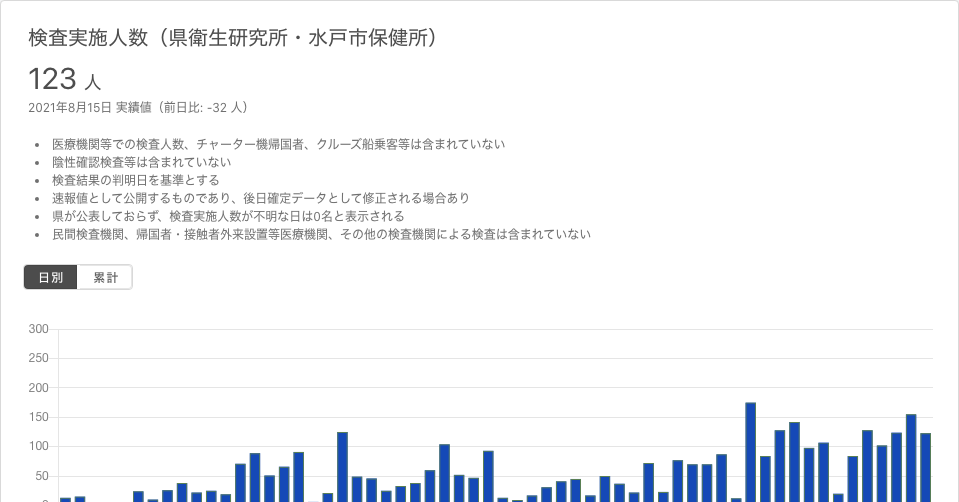 検査実施人数（県衛生研究所・水戸市保健所）
123 人
2021年8月15日 実績値（前日比: -32 人）
• 医療機関等での検査人数、チャーター機帰国者、クルーズ船乗客等は含まれていない
• 陰性確認検査等は含まれていない
• 検査結果の判明日を基準とする
• 速報値として公開するものであり、後日確定データとして修正される場合あり
• 県が公表しておらず、検査実施人数が不明な日は0名と表示される
• 民間検査機関、帰国者・接触者外来設置等医療機関、その他の検査機関による検査は含まれていない
日別 累計
300
250
200
150
100
50